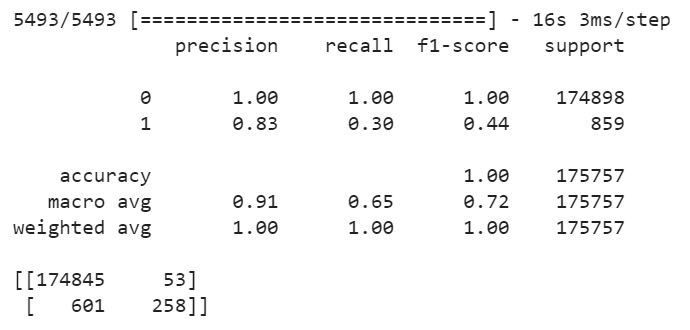 5493/5493 [==============================] - 16s 3ms/step
precision recall f1-score support
0 1.00 1.00 1.00 174898
1 0.83 0.30 0.44 859
accuracy 1.00 175757
macro avg 0.91 0.65 0.72 175757
weighted avg 1.00 1.00 1.00 175757
[[174845 53]
[ 601 258]]